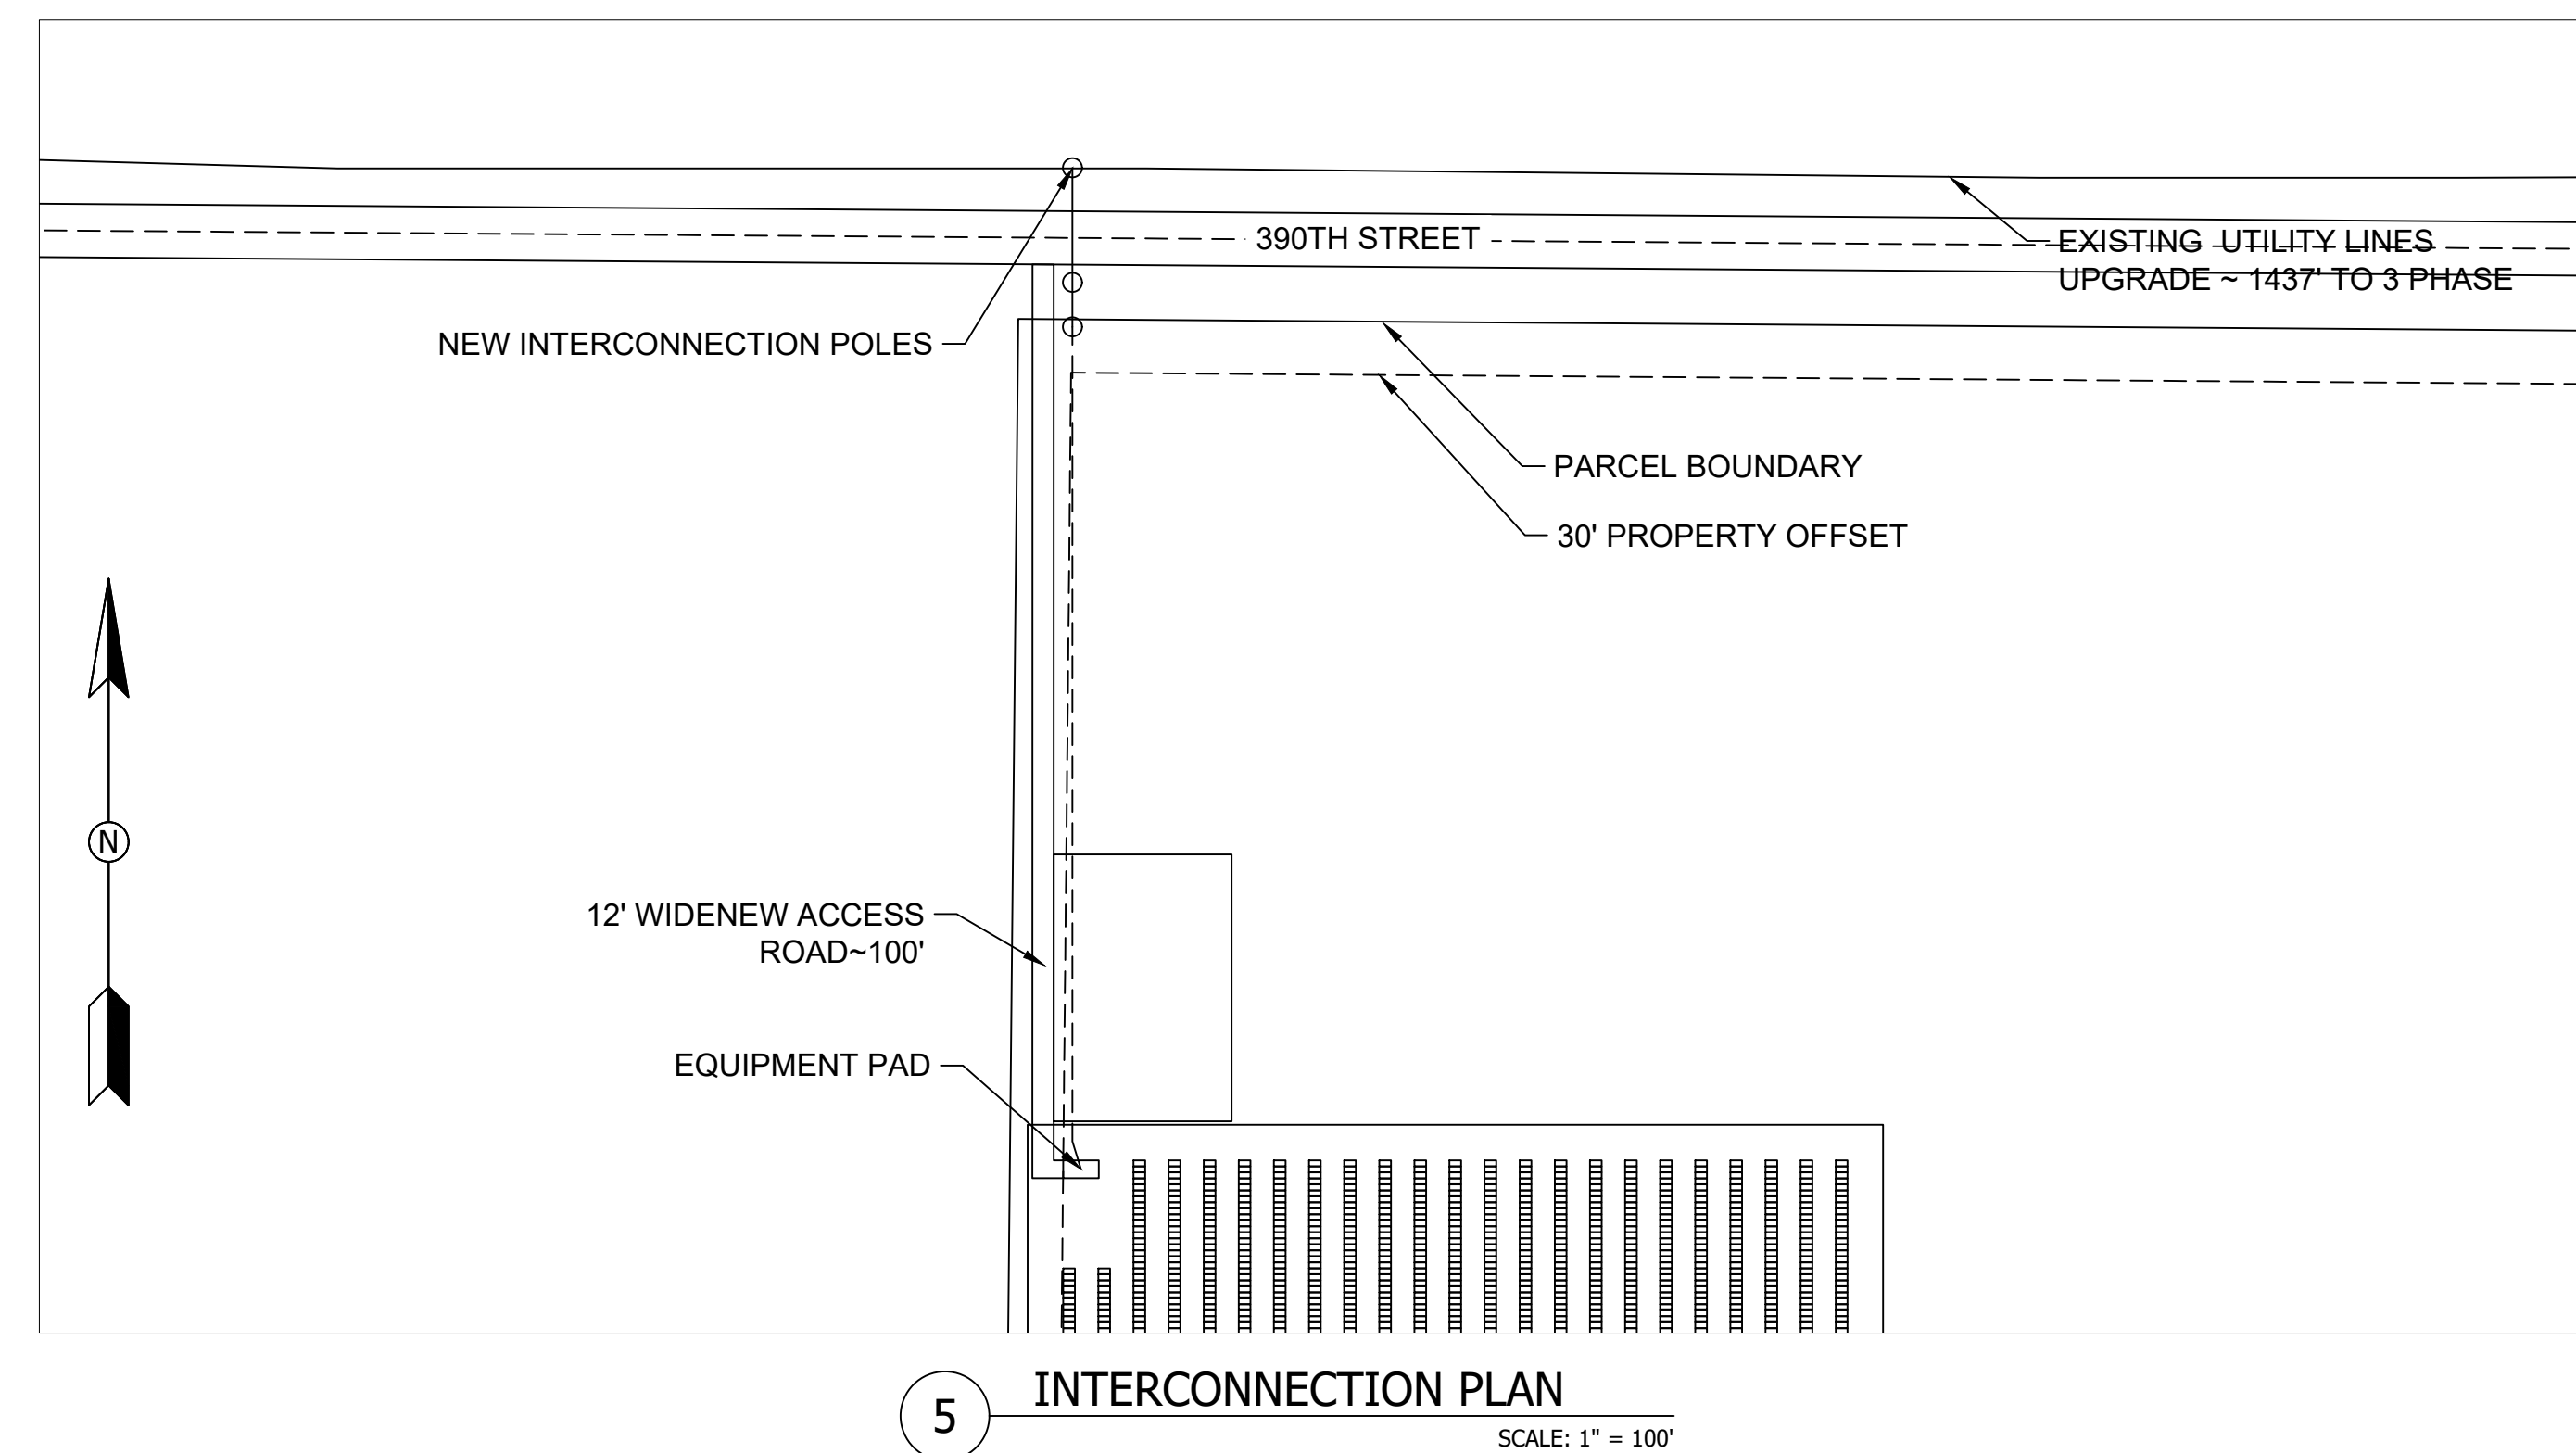 390TH STREET
EXISTING UTILITY LINES
UPGRADE ~ 1437' TO 3 PHASE
NEW INTERCONNECTION POLES
PARCEL BOUNDARY
30' PROPERTY OFFSET
N
12' WIDENEW ACCESS
ROAD~100'
EQUIPMENT PAD
5
INTERCONNECTION PLAN
SCALE: 1" = 100'